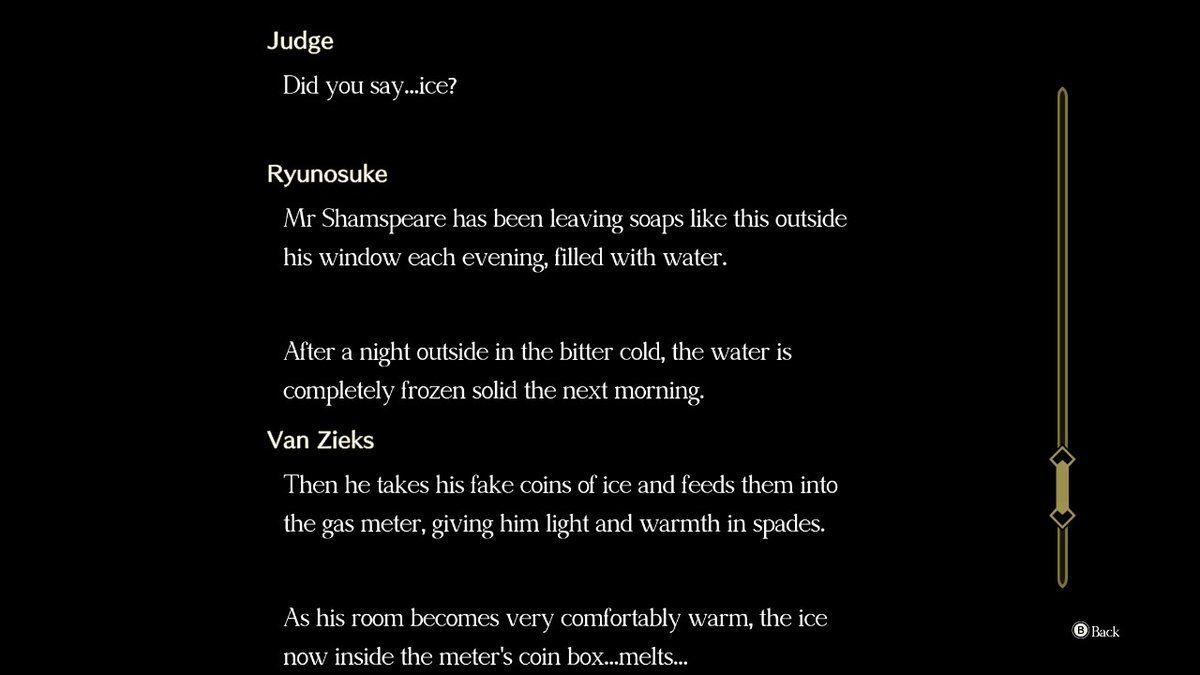 Judge
Did you say...ice?
Ryunosuke
Mr Shamspeare has been leaving soaps like this outside
his window each evening, filled with water.
After a night outside in the bitter cold, the water is
completely frozen solid the next morning.
Van Zieks
Then he takes his fake coins of ice and feeds them into
the gas meter, giving him light and warmth in spades.
As his room becomes very comfortably warm, the ice
now inside the meter's coin box...melts...
B Back